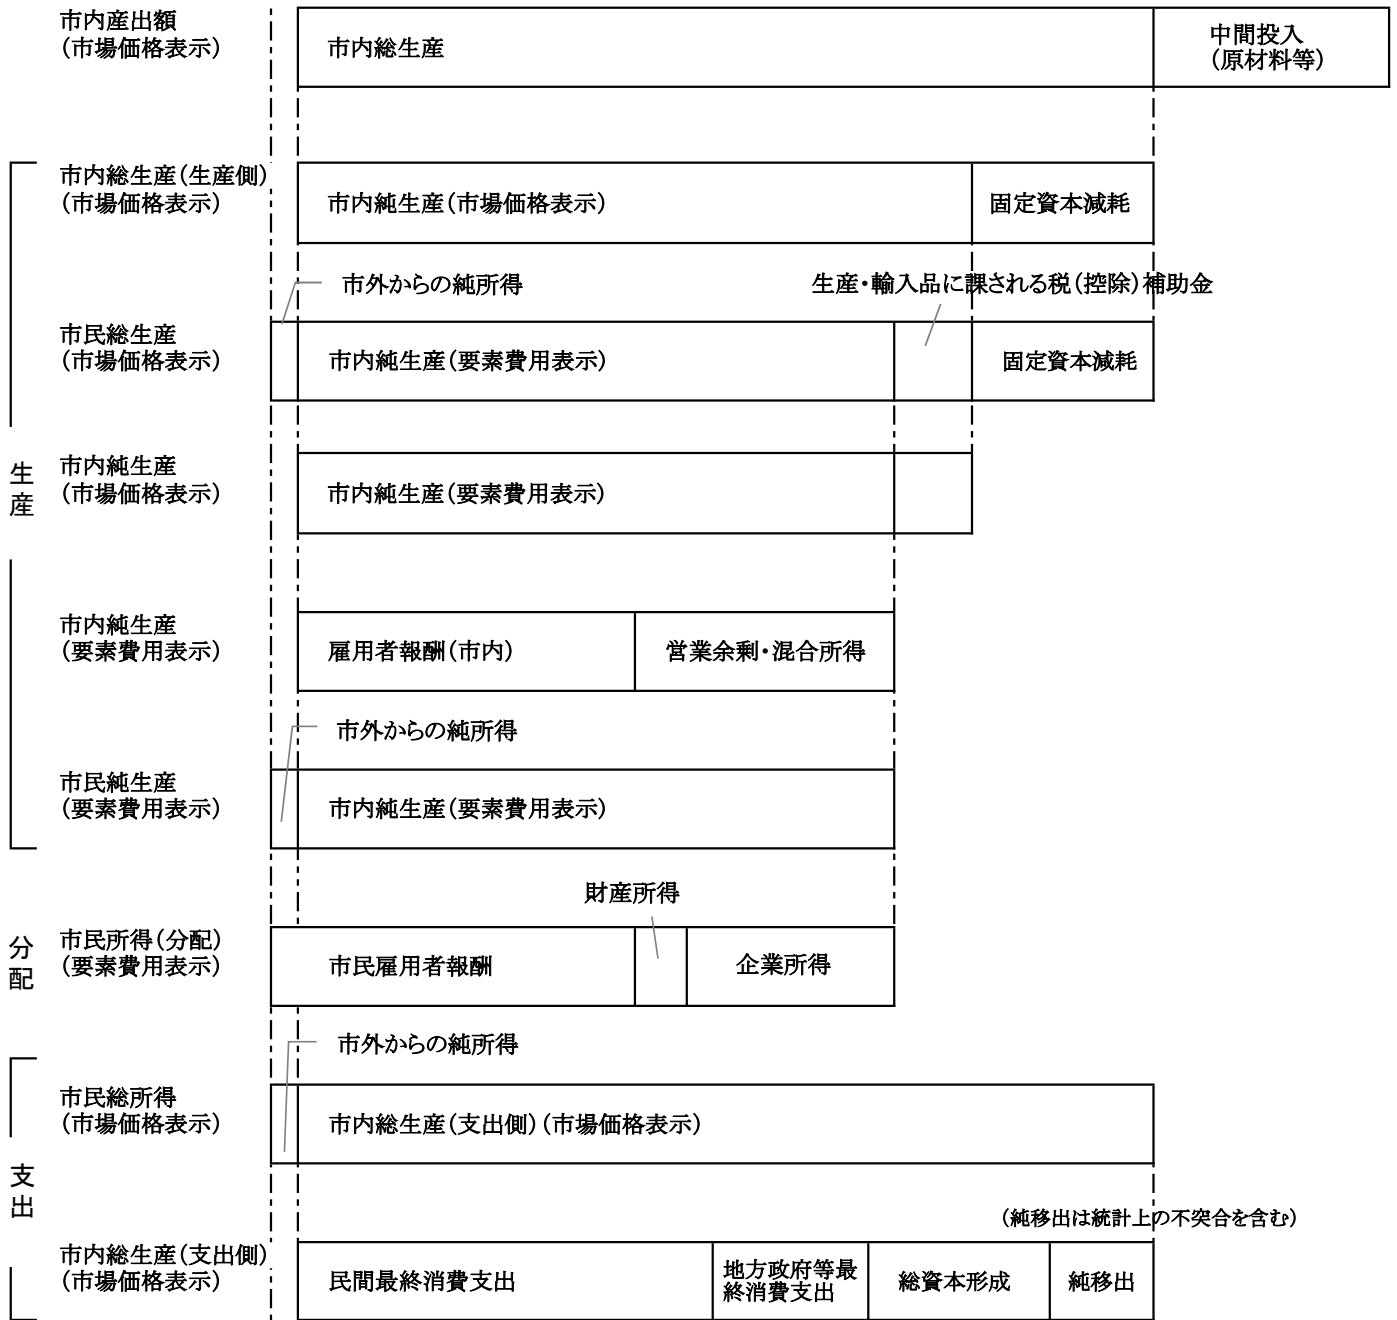 市内産出額
（市場価格表示）
市内総生産
中間投入
（原材料等）
市内総生産（生産側）
（市場価格表示）
市内純生産（市場価格表示）
固定資本減耗
市外からの純所得
生産・輸入品に課される税（控除）補助金
市民総生産
（市場価格表示）
市内純生産（要素費用表示）
固定資本減耗
生産
市内純生産
（市場価格表示）
市内純生産（要素費用表示）
市内純生産
（要素費用表示）
雇用者報酬（市内）
営業余剰・混合所得
市外からの純所得
市民純生産
（要素費用表示）
市内純生産（要素費用表示）
財産所得
分配
市民所得（分配）
（要素費用表示）
市民雇用者報酬
企業所得
市外からの純所得
市民総所得
（市場価格表示）
市内総生産（支出側）（市場価格表示）
支出
（純移出は統計上の不突合を含む）
市内総生産（支出側）
（市場価格表示）
民間最終消費支出
地方政府等最
終消費支出
総資本形成
純移出